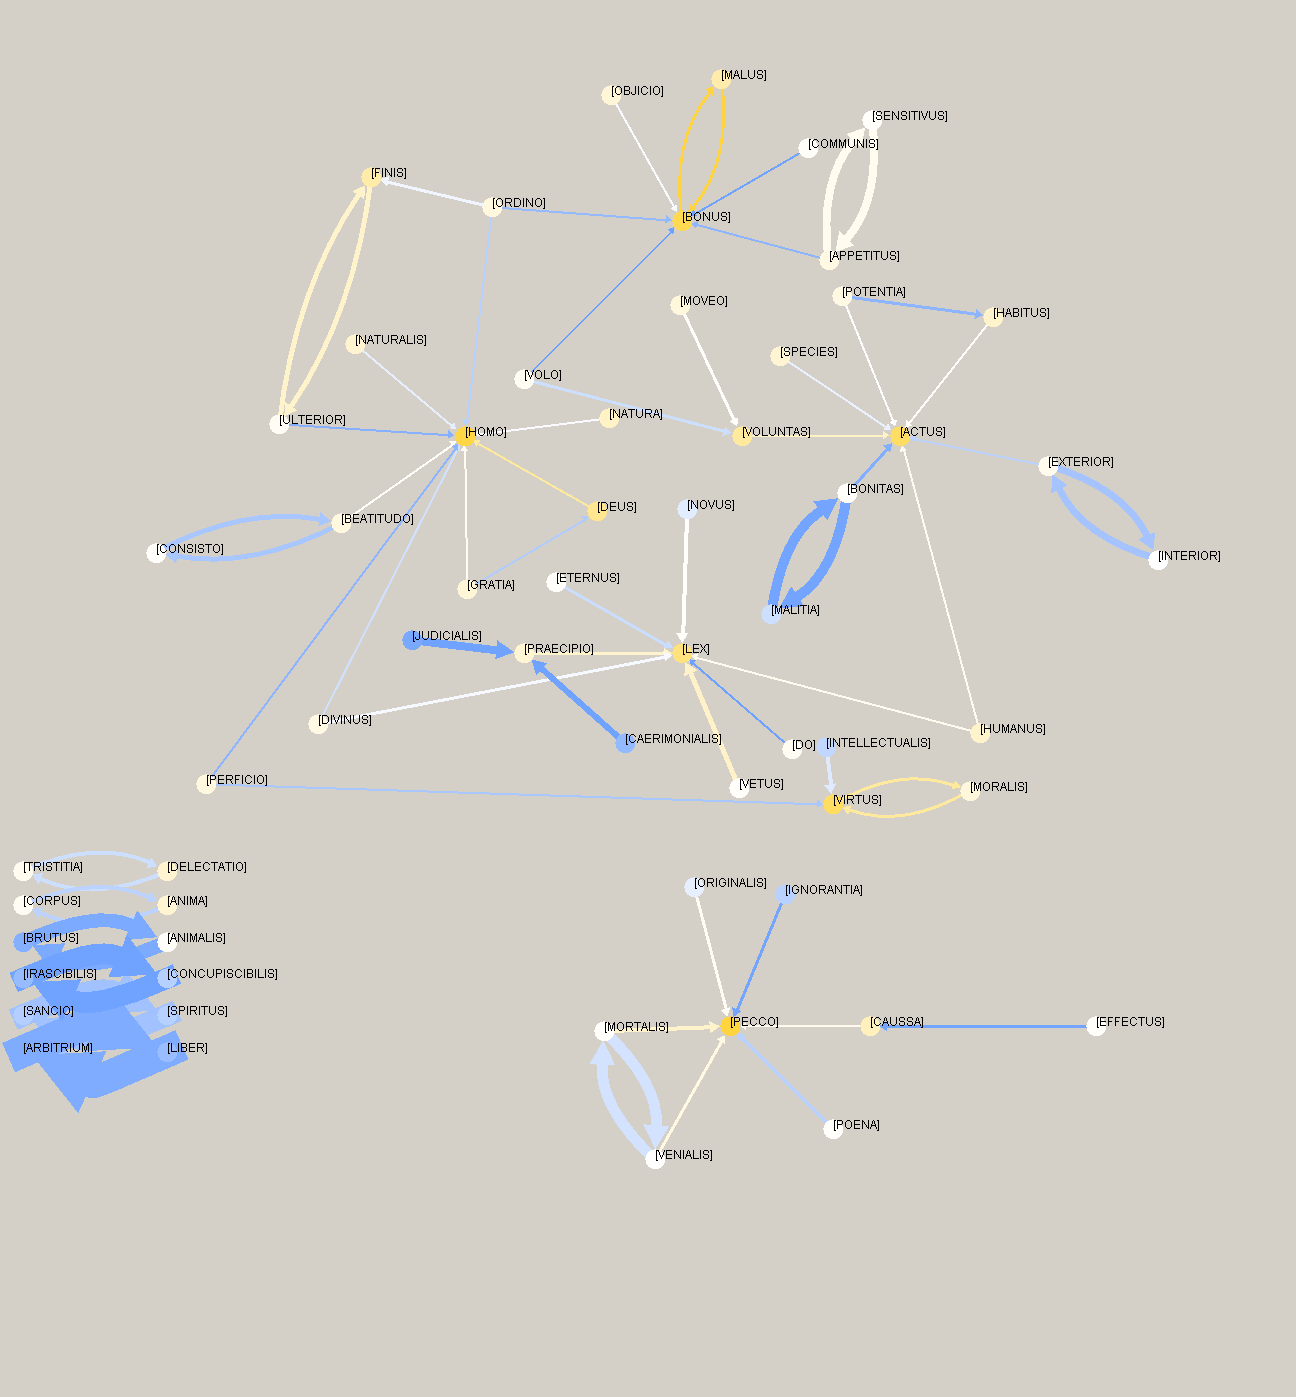 [MALUS]
[OBJICIO]
[SENSITIVUS]
[COMMUNIS]
[FINIS]
[ORDINO]
[BONUS]
[APPETITUS]
[POTENTIA]
[MOVEO]
[HABITUS]
[NATURALIS]
[SPECIES]
[VOLO]
[NATURA]
[ULTERIOR]
[HOMO]
[VOLUNTAS]
[ACTUS]
[EXTERIOR]
[BONITAS]
[DEUS]
[NOVUS]
[BEATITUDO]
[CONSISTO]
[INTERIOR]
[ETERNUS]
[GRATIA]
[MALITIA]
[JUDICIALIS]
[PRAECIPIO]
[LEX]
[DIVINUS]
[HUMANUS]
[CAERIMONIALIS]
[DO]
[INTELLECTUALIS]
[PERFICIO]
[VETUS]
[MORALIS]
[VIRTUS]
[TRISTITIA]
[DELECTATIO]
[CORPUS]
[ANIMA]
[BRUTUS]
[ANIMALIS]
[IRASCIBILIS]
[CONCUPISCIBILIS]
[SANCIO]
[SPIRITUS]
[ARBITRIUM]
[LIBER]
[ORIGINALIS]
[IGNORANTIA]
[MORTALIS]
[PECCO]
[CAUSSA]
[EFFECTUS]
[POENA]
[VENIALIS]